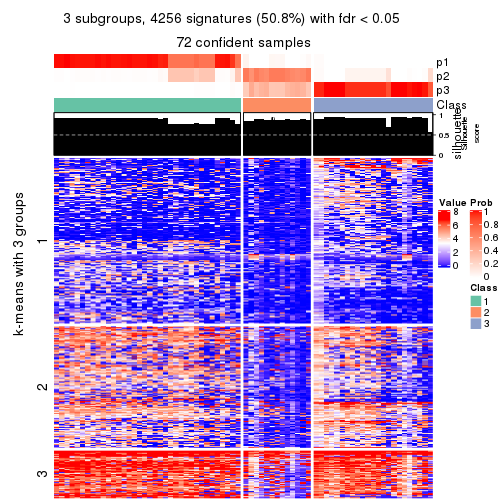 3 subgroups, 4256 signatures (50.8%) with fdr < 0.05
72 confident samples
p1
p2
p3
Class
silhouette
Silhouette
score
1
0.5
0
k-means with 3 groups
1
2
3
Value
8
6
4
2
0
Prob
1
0.8
0.6
0.4
0.2
0
Class
1
2
3